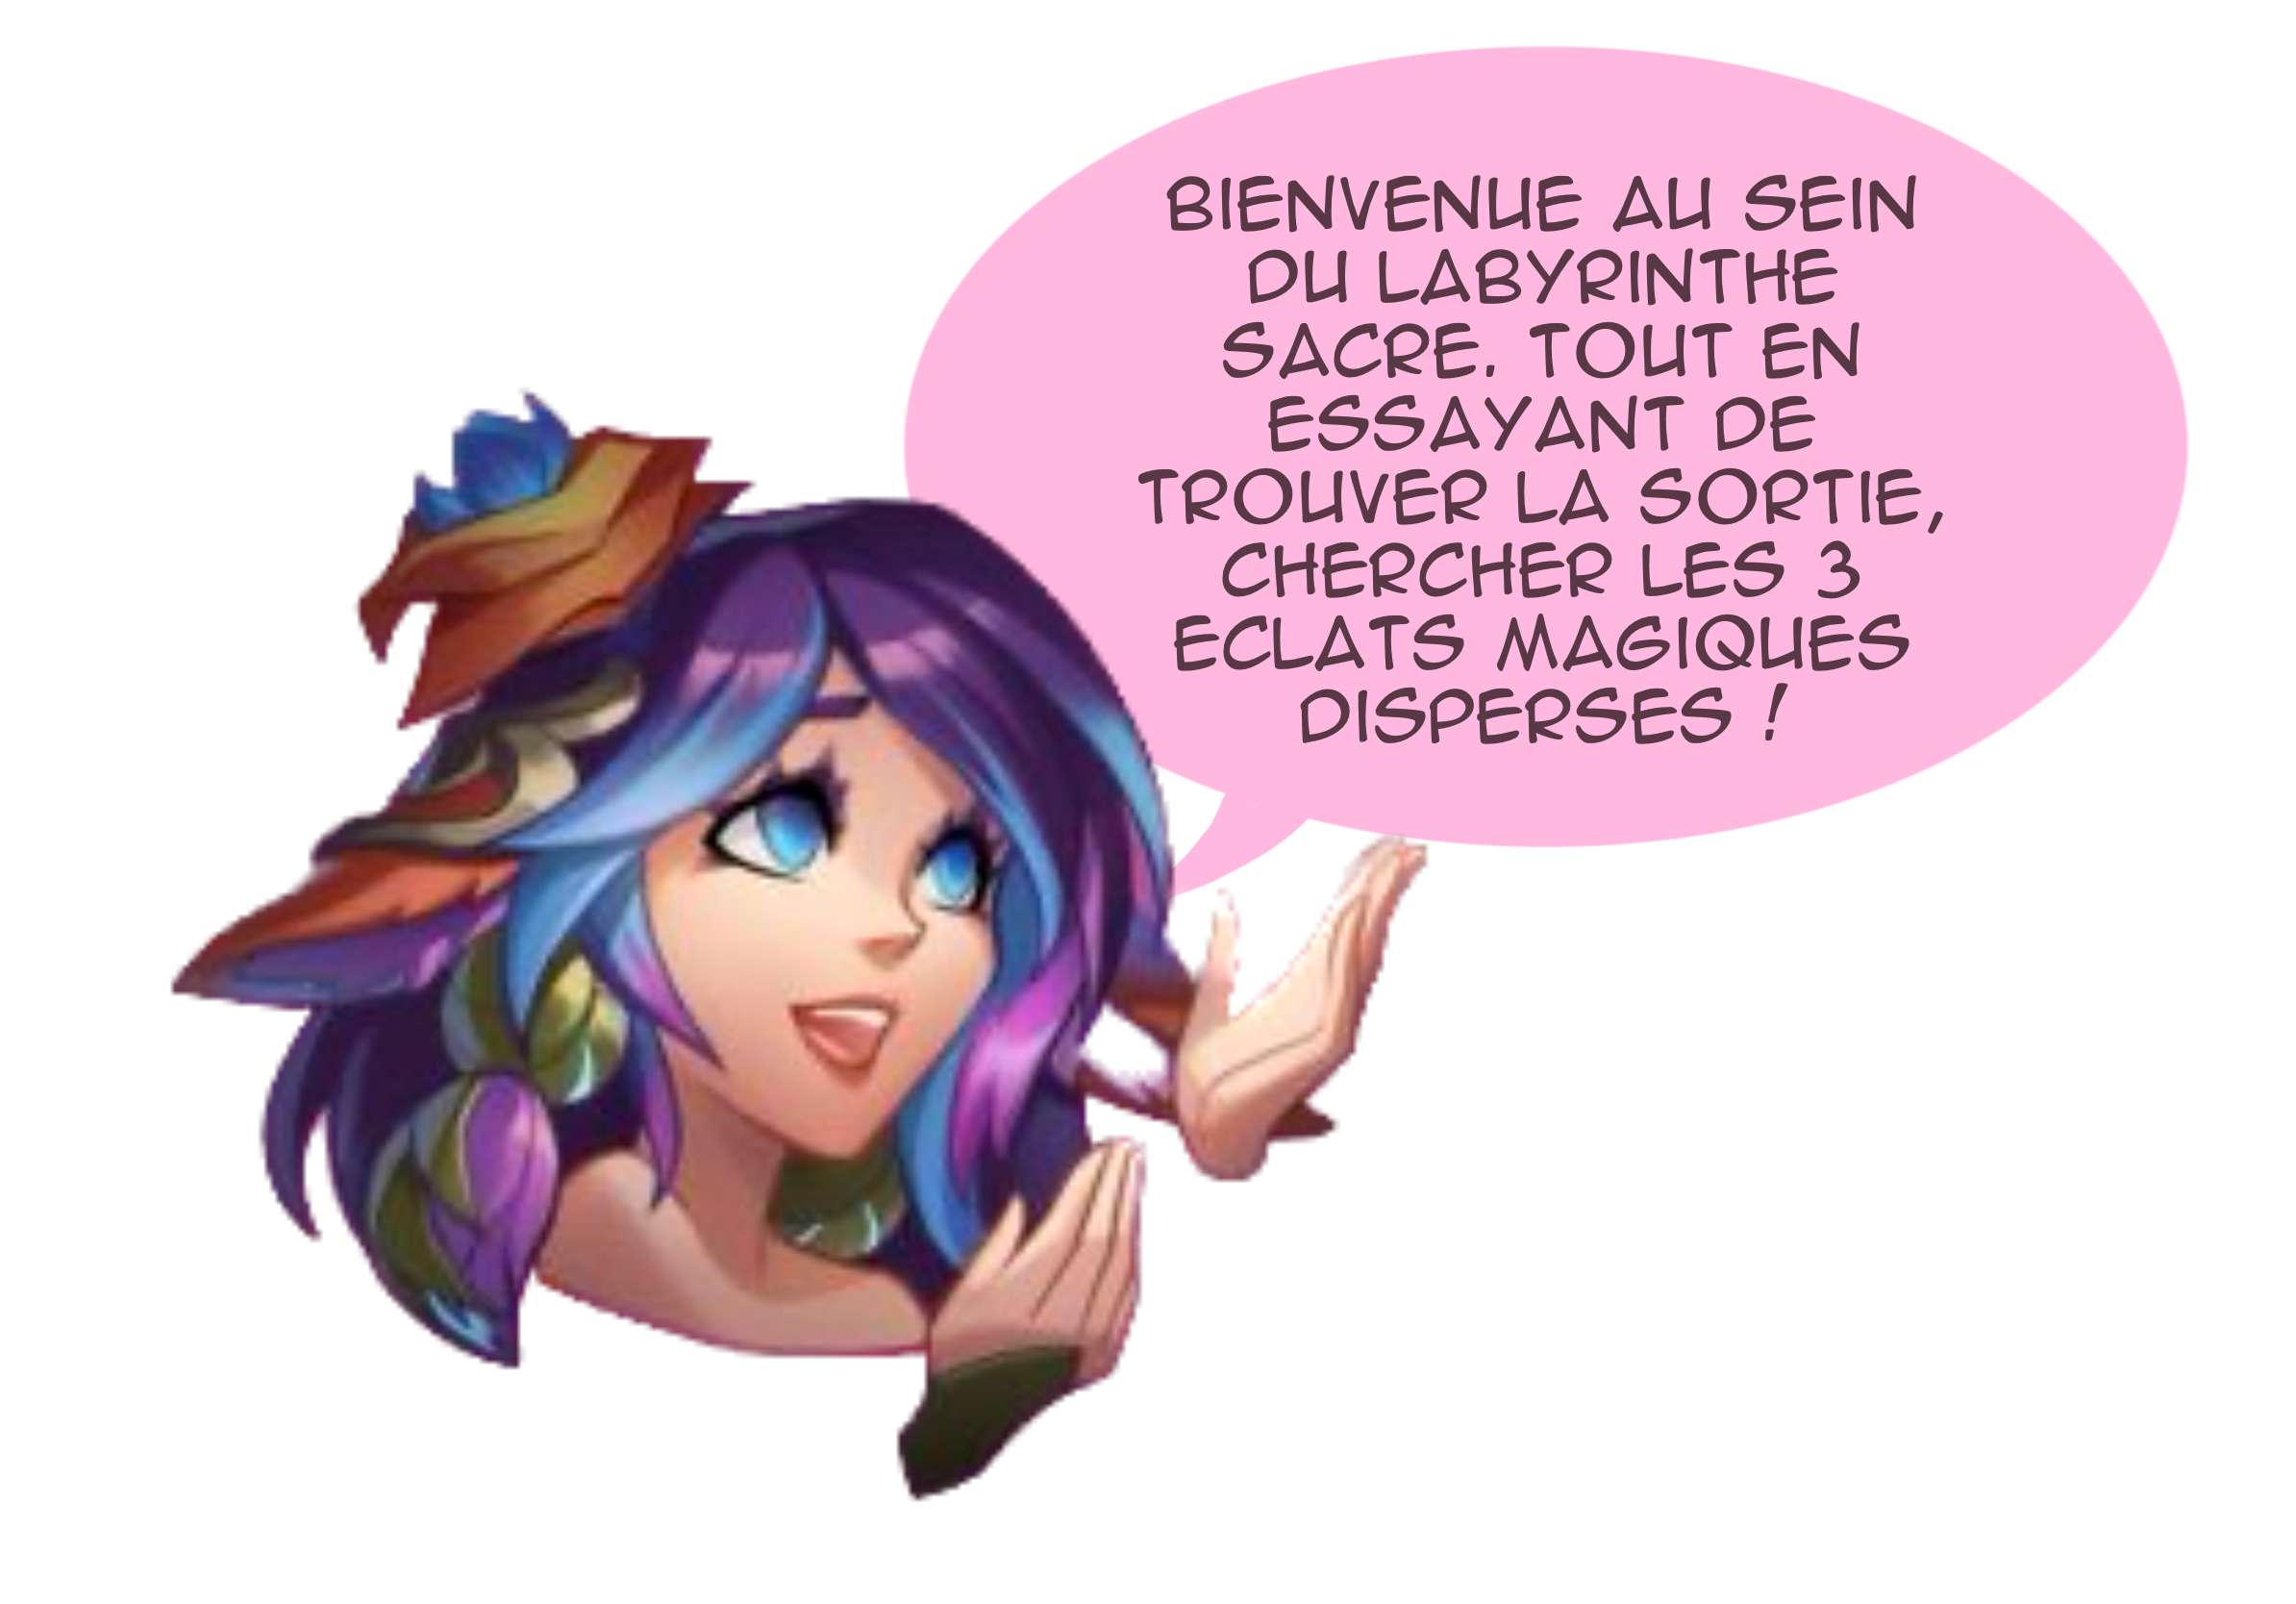 BIENVENUE AU SEIN
DU LABYRINTHE
SACRE. TOUT EN
ESSAYANT DE
TROUVER LA SORTIE,
CHERCHER LES 3
ECLATS MAGIQUES
DISPERSES !